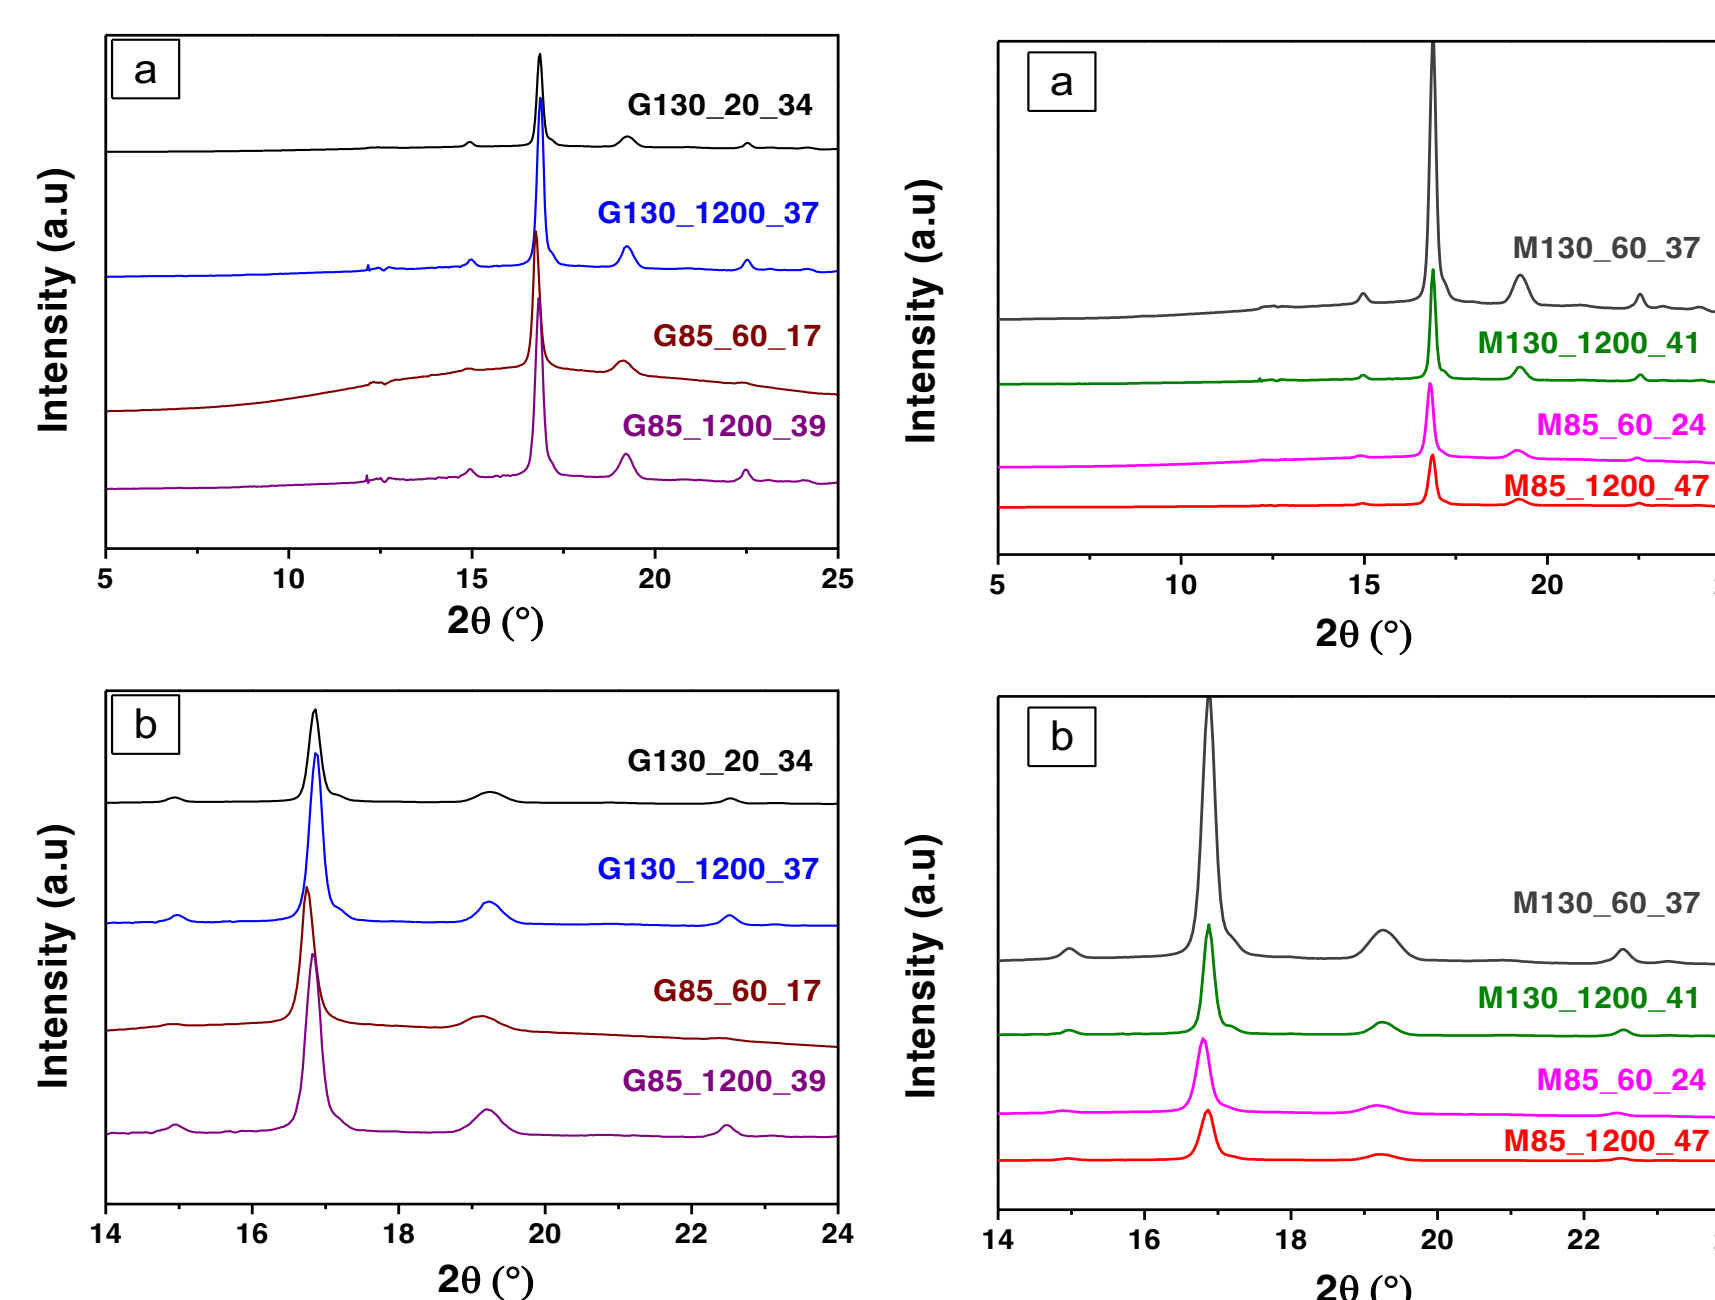 a
G130_20_34
G130_1200_37
G85_60_17
G85_1200_39
Intensity (a.u)
5 10 15 20 25
2θ (°)
a
M130_60_37
M130_1200_41
M85_60_24
M85_1200_47
Intensity (a.u)
5 10 15 20
2θ (°)
b
G130_20_34
G130_1200_37
G85_60_17
G85_1200_39
Intensity (a.u)
14 16 18 20 22 24
2θ (°)
b
M130_60_37
M130_1200_41
M85_60_24
M85_1200_47
Intensity (a.u)
14 16 18 20 22
2θ (°)